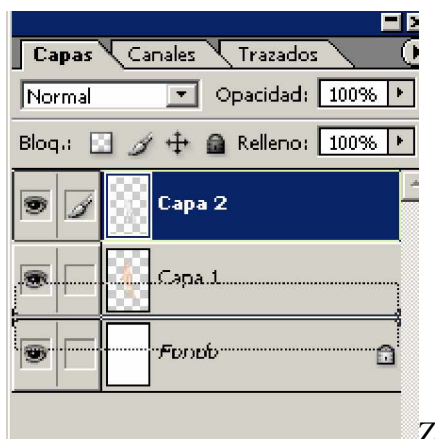 Capas Canales Trazados
Normal Opacidad: 100%
Bloq.: Relleno: 100%
Capa 2
Capa 1
Fondo
Z